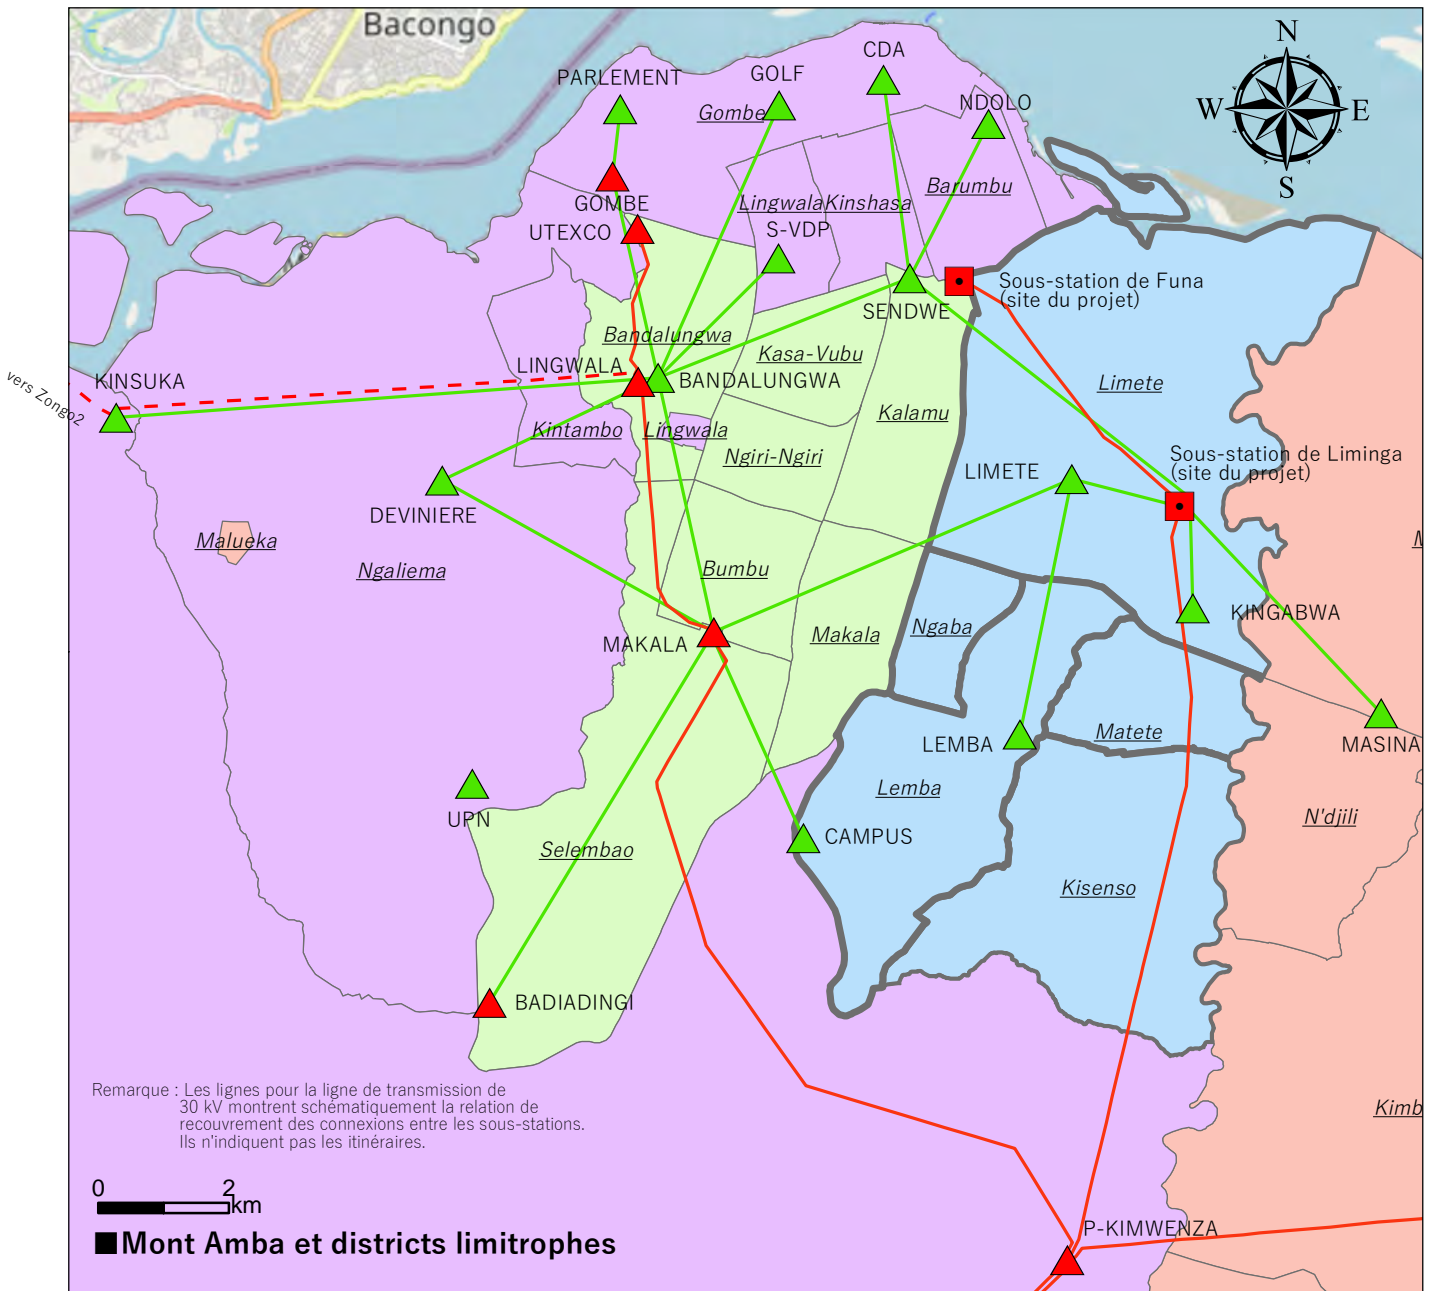 Bacongo
CDA
PARLEMENT
GOLF
N
NDOLO
Gombe
W
E
S
Barumbu
GOMBE
Lingwala
Kinshasa
UTEXCO
S-VDP
Sous-station de Funa
(site du projet)
SENDWE
Bandalungwa
Kasa-Vubu
LINGWALA
BANDALUNGWA
KINSUKA
vers Zongo2
Limete
Kalamu
Kintambo
Lingwala
Ngiri-Ngiri
LIMETE
Sous-station de Liminga
(site du projet)
DEVINIERE
Malueka
Ngaliema
Bumbu
KINGABWA
MAKALA
Makala
Ngaba
LEMBA
Matete
MASINA
Lemba
UPN
Selembao
CAMPUS
N'djili
Kisenso
BADIADINGI
Remarque : Les lignes pour la ligne de transmission de
30 kV montrent schématiquement la relation de
recouvrement des connexions entre les sous-stations.
Ils n'indiquent pas les itinéraires.
Kimb
0 2
km
P-KIMWENZA
■Mont Amba et districts limitrophes